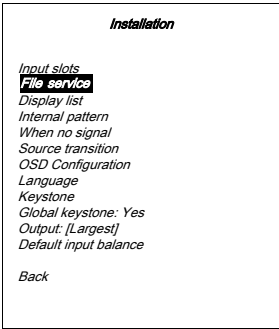 Installation
Input slots
File service
Display list
Internal pattern
When no signal
Source transition
OSD Configuration
Language
Keystone
Global keystone: Yes
Output: [Largest]
Default input balance
Back